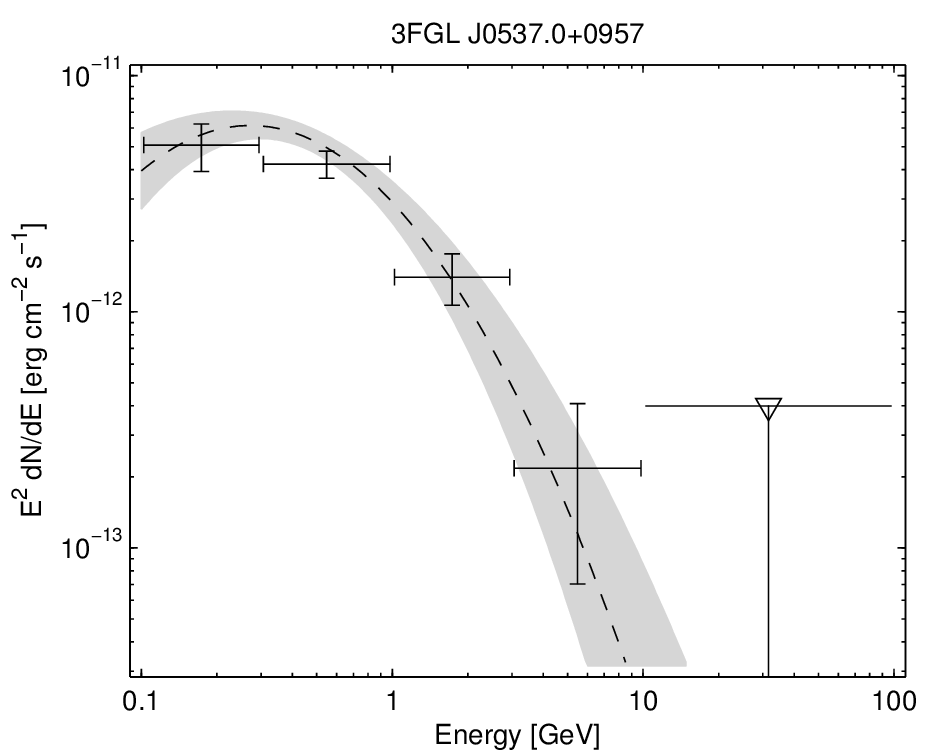 3FGL J0537.0+0957
10⁻¹¹
10⁻¹²
10⁻¹³
E² dN/dE [erg cm⁻² s⁻¹]
0.1 1 10 100
Energy [GeV]